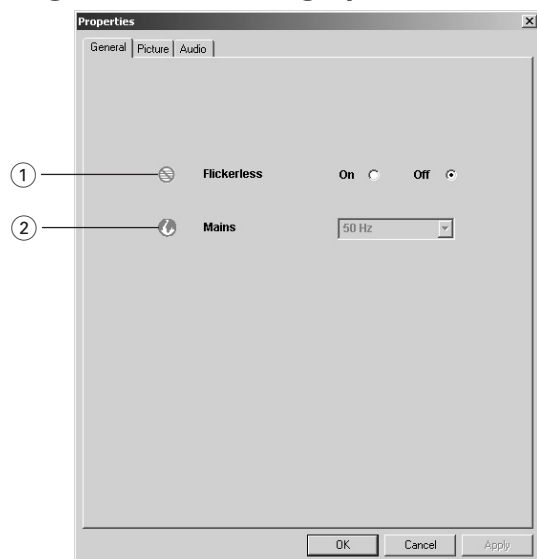 Properties
General Picture Audio
1 Flickerless On Off
2 Mains 50 Hz
OK Cancel Apply